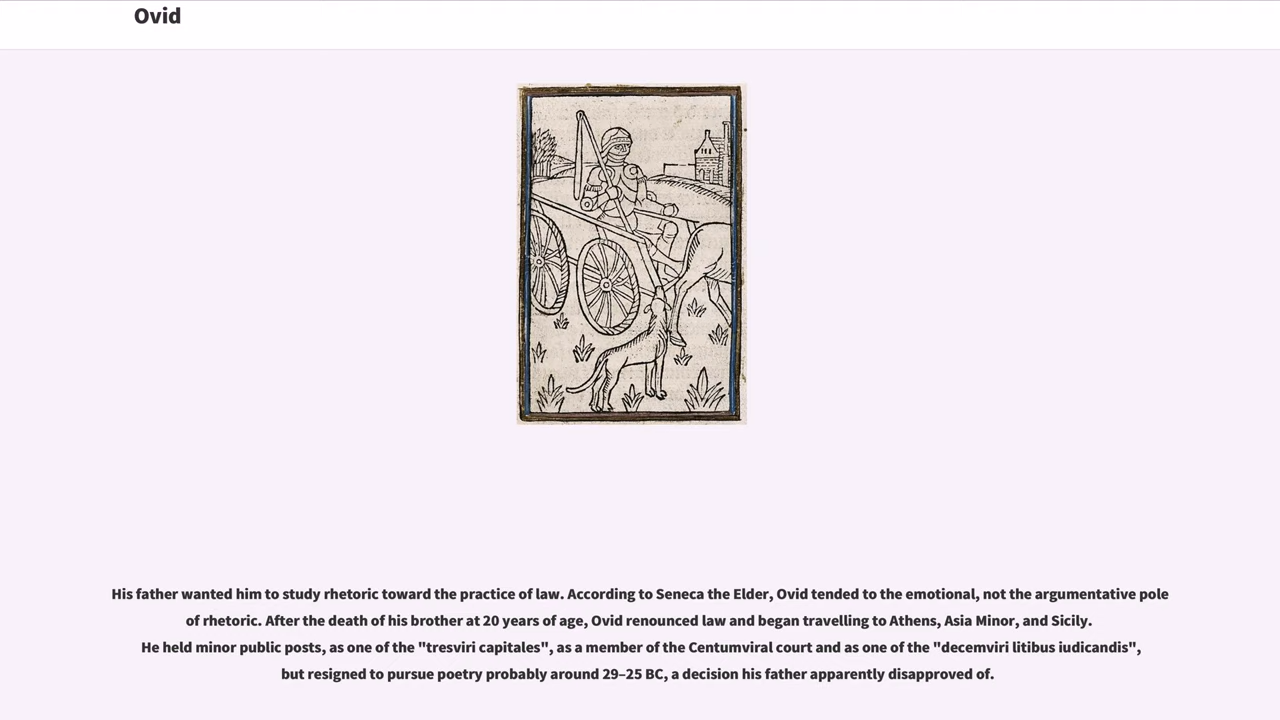 Ovid
His father wanted him to study rhetoric toward the practice of law. According to Seneca the Elder, Ovid tended to the emotional, not the argumentative pole
of rhetoric. After the death of his brother at 20 years of age, Ovid renounced law and began travelling to Athens, Asia Minor, and Sicily.
He held minor public posts, as one of the "tresviri capitales", as a member of the Centumviral court and as one of the "decemviri litibus iudicandis",
but resigned to pursue poetry probably around 29–25 BC, a decision his father apparently disapproved of.